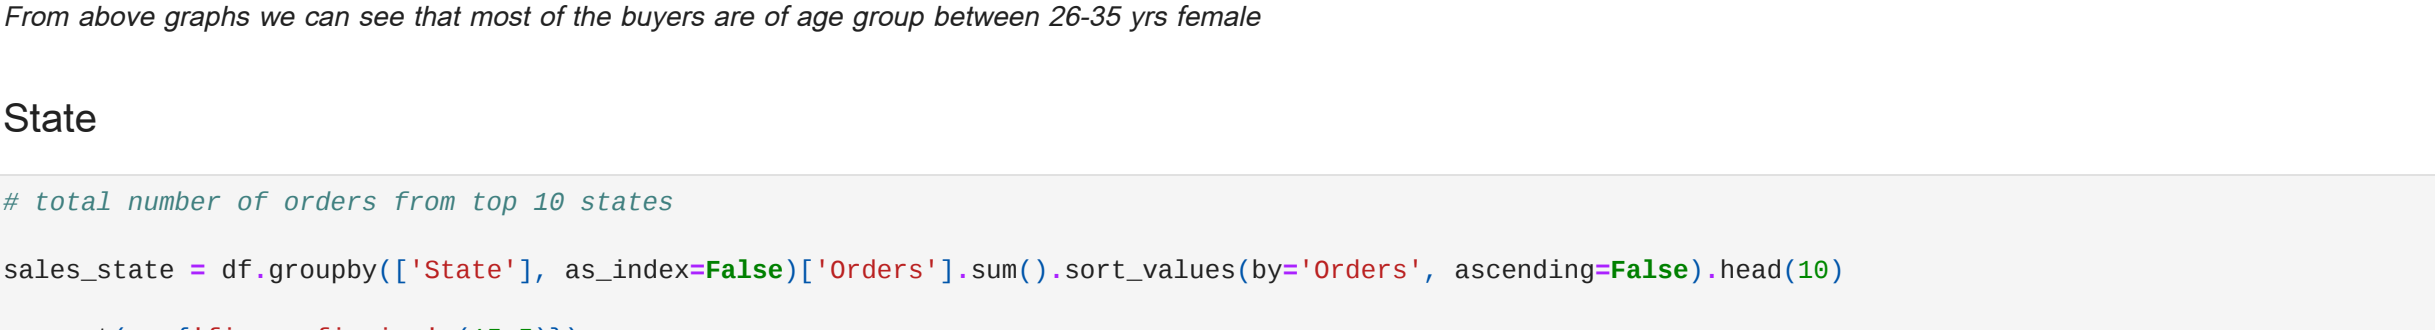 From above graphs we can see that most of the buyers are of age group between 26-35 yrs female
State
# total number of orders from top 10 states
sales_state = df.groupby(['State'], as_index=False)['Orders'].sum().sort_values(by='Orders', ascending=False).head(10)